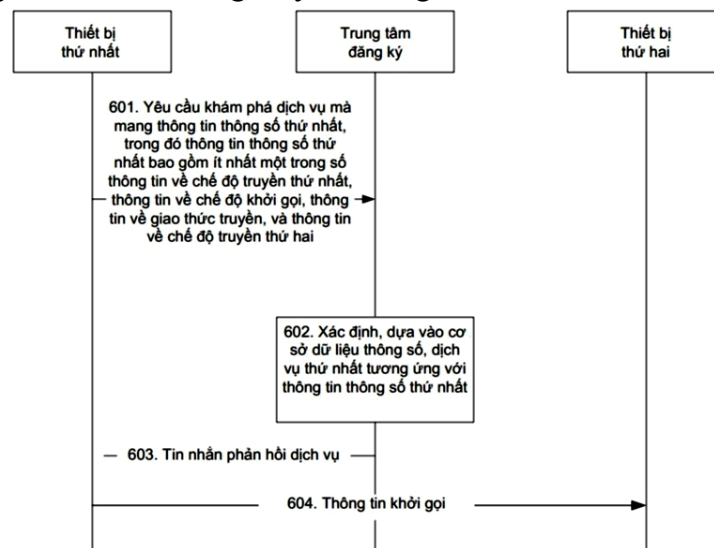 Thiết bị
thứ nhất
Trung tâm
đăng ký
Thiết bị
thứ hai
601. Yêu cầu khám phá dịch vụ mà
mang thông tin thông số thứ nhất,
trong đó thông tin thông số thứ
nhất bao gồm ít nhất một trong số
thông tin về chế độ truyền thứ nhất,
thông tin về chế độ khởi gọi, thông
tin về giao thức truyền, và thông tin
về chế độ truyền thứ hai
602. Xác định, dựa vào cơ
sở dữ liệu thông số, dịch
vụ thứ nhất tương ứng với
thông tin thông số thứ nhất
603. Tin nhắn phản hồi dịch vụ
604. Thông tin khởi gọi